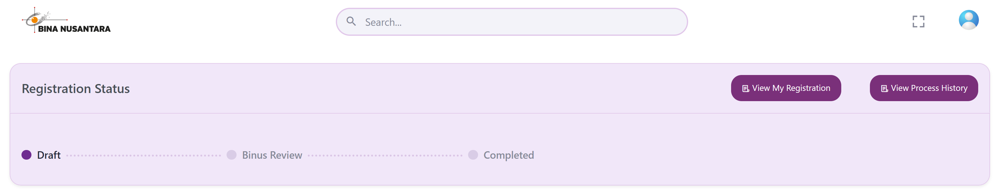 BINA NUSANTARA
Search...
Registration Status
View My Registration
View Process History
Draft
Binus Review
Completed